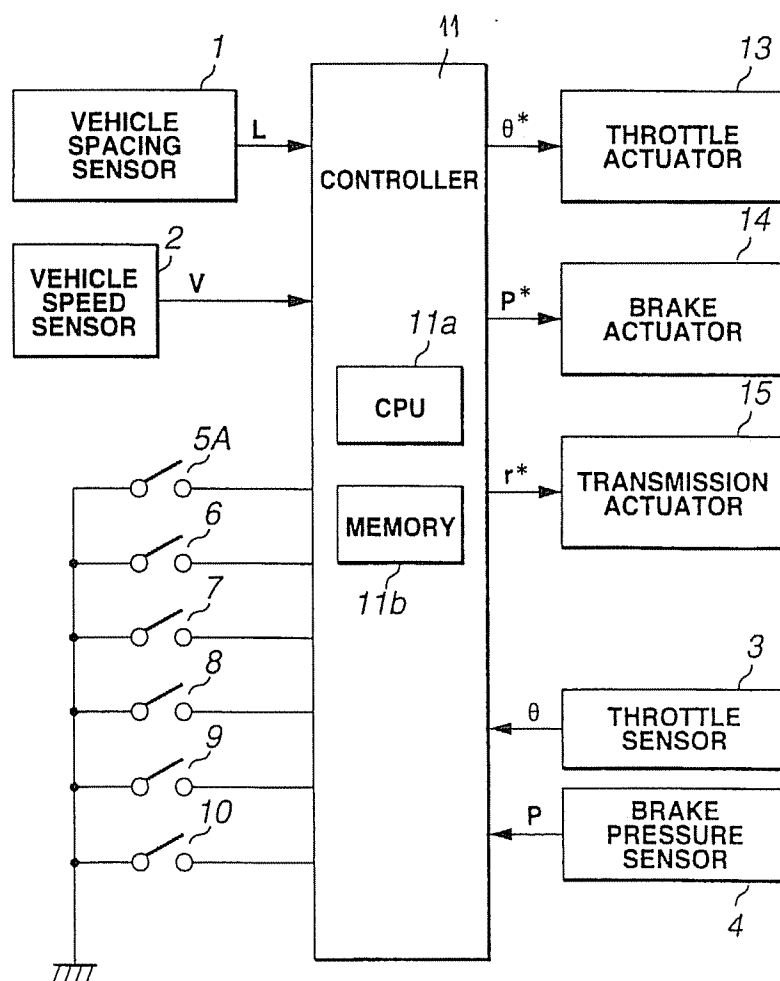 11
1
VEHICLE
SPACING
SENSOR
L
2
VEHICLE
SPEED
SENSOR
V
CONTROLLER
11a
CPU
MEMORY
11b
θ*
13
THROTTLE
ACTUATOR
P*
14
BRAKE
ACTUATOR
r*
15
TRANSMISSION
ACTUATOR
5A
6
7
8
9
10
θ
3
THROTTLE
SENSOR
P
BRAKE
PRESSURE
SENSOR
4